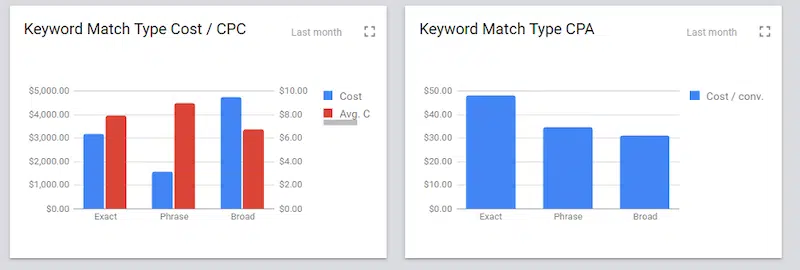 Keyword Match Type Cost / CPC
Last month
$5,000.00
$4,000.00
$3,000.00
$2,000.00
$1,000.00
$0.00
$10.00
$8.00
$6.00
$4.00
$2.00
$0.00
Exact
Phrase
Broad
Cost
Avg. C
Keyword Match Type CPA
Last month
$50.00
$40.00
$30.00
$20.00
$10.00
$0.00
Exact
Phrase
Broad
Cost / conv.